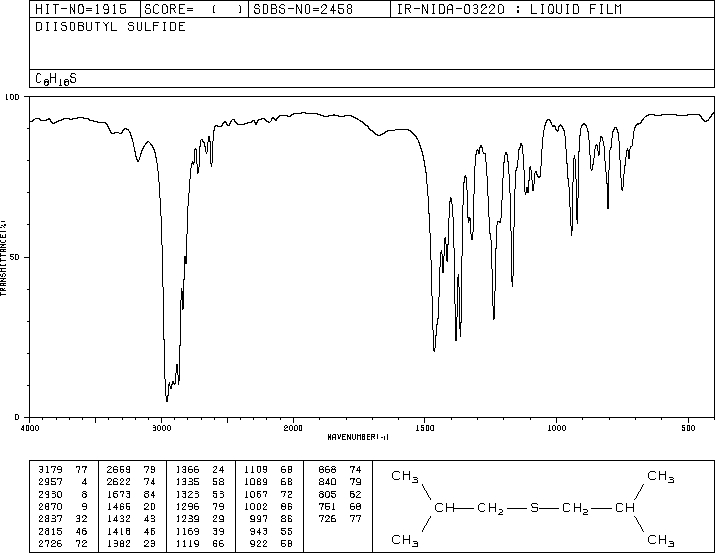 HIT-NO=1915 SCORE= ( ) SDBS-NO=2458 IR-NIDA-03220 : LIQUID FILM
DIISOBUTYL SULFIDE
C8H18S
100
50
0
TRANSMITTANCE(%)
4000 3000 2000 1500 1000 500
WAVENUMBER(-1)
3179 77 2669 79 1366 24 1109 68 868 74
2957 4 2622 74 1335 58 1089 68 840 79
2930 8 1673 84 1323 53 1067 72 805 62
2870 9 1466 20 1296 79 1002 86 751 68
2837 32 1432 43 1239 29 997 86 726 77
2815 46 1418 46 1169 39 943 55
2726 72 1382 23 1119 66 922 58
CH3 CH3
CH CH2 S CH2 CH
CH3 CH3